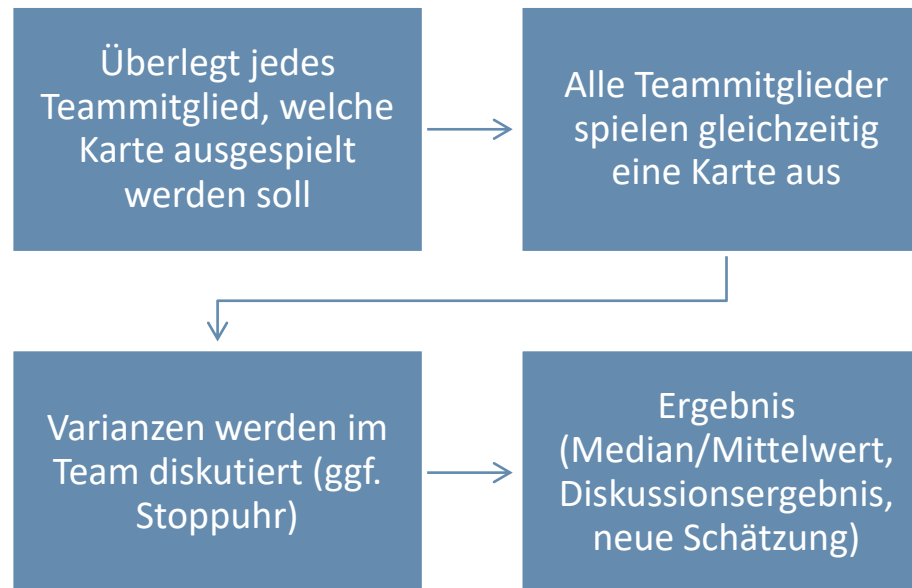 Überlegt jedes
Teammitglied, welche
Karte ausgespielt
werden soll
Alle Teammitglieder
spielen gleichzeitig
eine Karte aus
Varianzen werden im
Team diskutiert (ggf.
Stoppuhr)
Ergebnis
(Median/Mittelwert,
Diskussionsergebnis,
neue Schätzung)